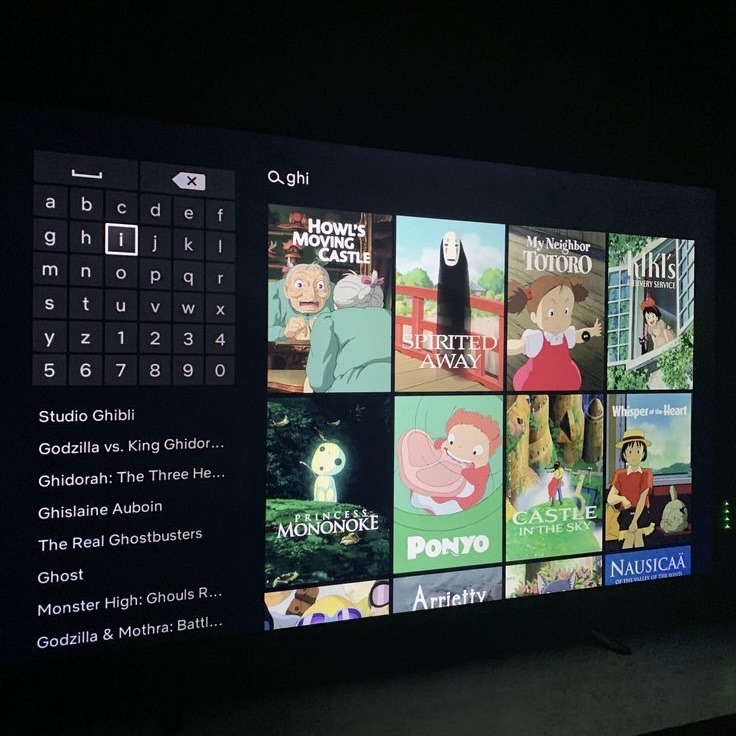 ghi
a b c d e f
g h i j k l
m n o p q r
s t u v w x
y z 1 2 3 4
5 6 7 8 9 0
Studio Ghibli
Godzilla vs. King Ghidor...
Ghidorah: The Three He...
Ghislaine Auboin
The Real Ghostbusters
Ghost
Monster High: Ghouls R...
Godzilla & Mothra: Battl...
HOWL'S
MOVING
CASTLE
SPIRITED
AWAY
My Neighbor
TOTORO
KIKI'S
DELIVERY SERVICE
PRINCESS
MONONOKE
PONYO
CASTLE
IN THE SKY
Whisper of the Heart
Arrietty
NAUSICAÄ
OF THE VALLEY OF THE WIND